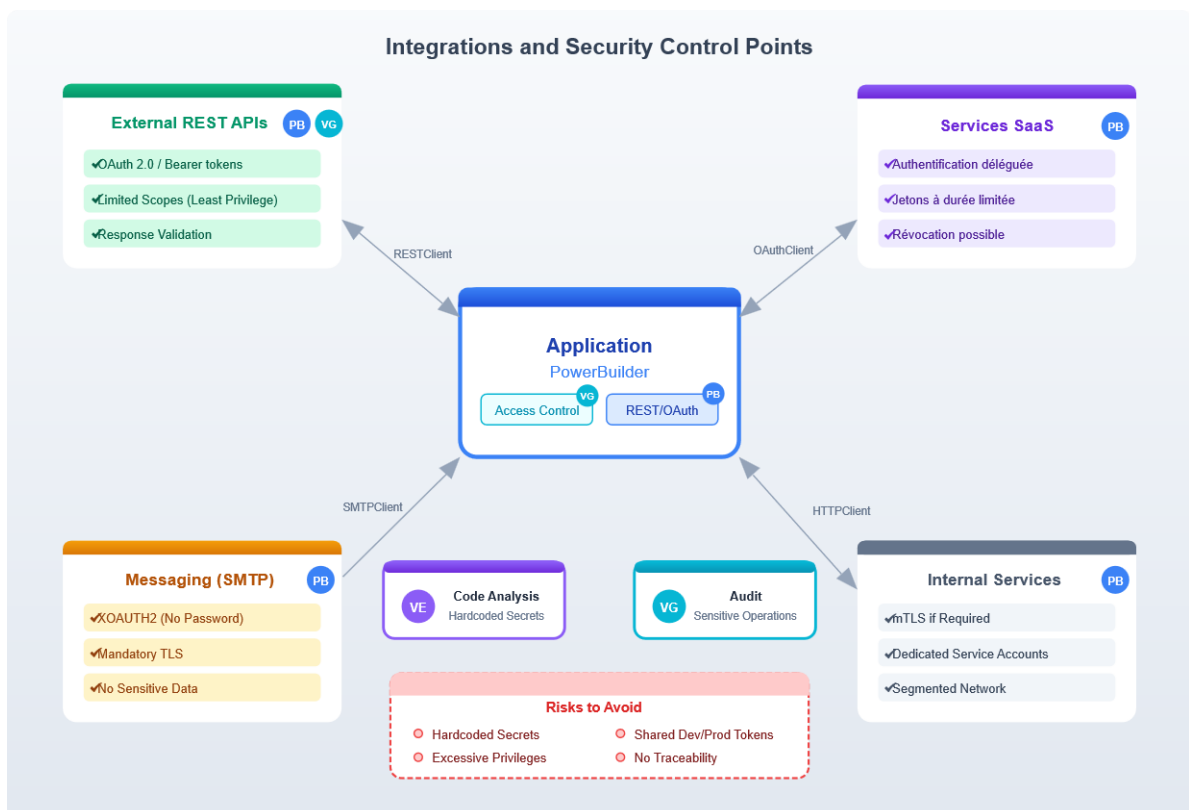 Integrations and Security Control Points
External REST APIs
PB
VG
OAuth 2.0 / Bearer tokens
Limited Scopes (Least Privilege)
Response Validation
Services SaaS
PB
Authentification déléguée
Jetons à durée limitée
Révocation possible
RESTClient
OAuthClient
Application
PowerBuilder
Access Control
VG
REST/OAuth
PB
SMTPClient
HTTPClient
Messaging (SMTP)
PB
XOAUTH2 (No Password)
Mandatory TLS
No Sensitive Data
VE
Code Analysis
Hardcoded Secrets
VG
Audit
Sensitive Operations
Internal Services
PB
mTLS if Required
Dedicated Service Accounts
Segmented Network
Risks to Avoid
Hardcoded Secrets
Shared Dev/Prod Tokens
Excessive Privileges
No Traceability